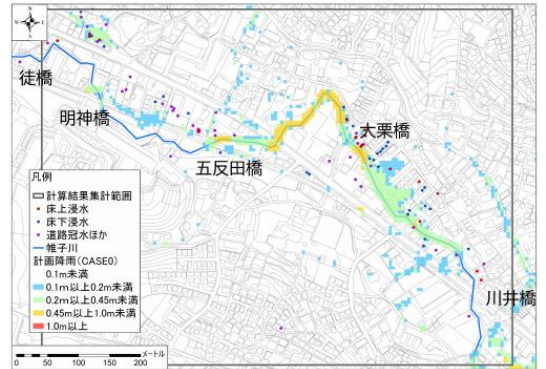 N
徒橋
明神橋
五反田橋
大栗橋
川井橋
凡例
計算結果集計範囲
床上浸水
床下浸水
道路冠水ほか
帷子川
計画降雨(CASE0)
0.1m未満
0.1m以上0.2m未満
0.2m以上0.45m未満
0.45m以上1.0m未満
1.0m以上
メートル
0 50 100 200